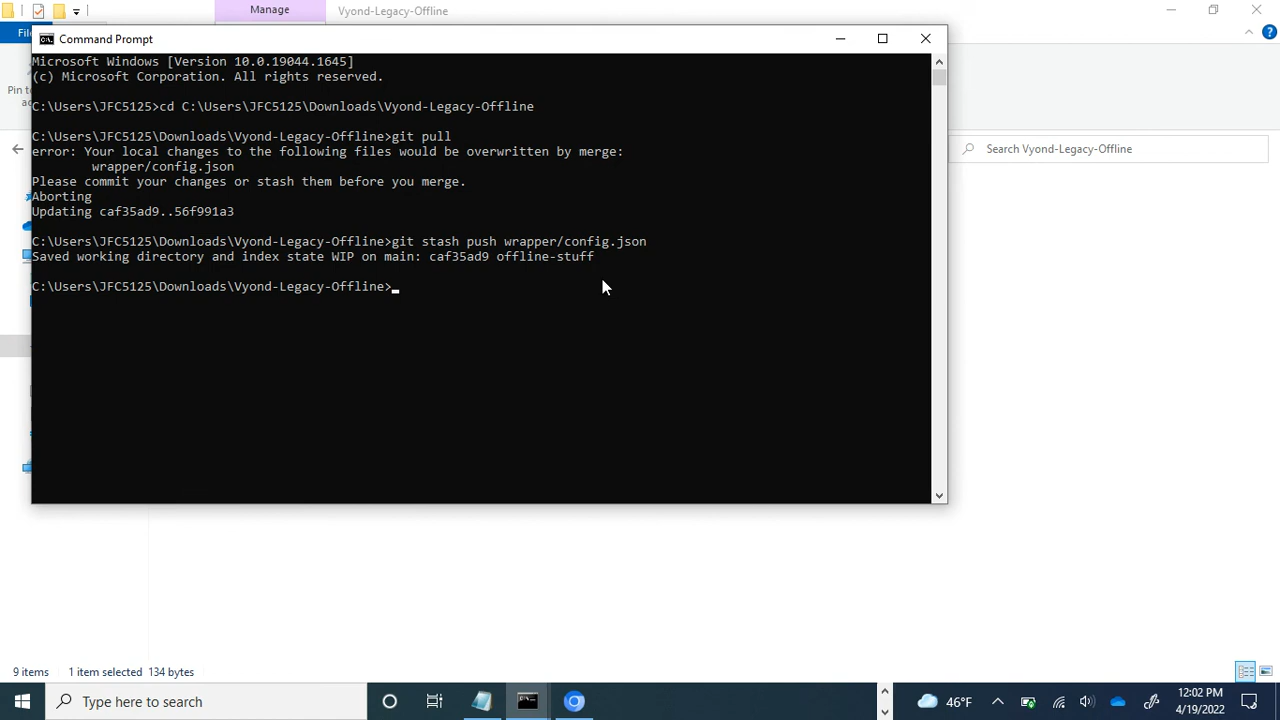 Manage
Vyond-Legacy-Offline
Command Prompt
Microsoft Windows [Version 10.0.19044.1645]
(c) Microsoft Corporation. All rights reserved.
C:\Users\JFC5125>cd C:\Users\JFC5125\Downloads\Vyond-Legacy-Offline
C:\Users\JFC5125\Downloads\Vyond-Legacy-Offline>git pull
error: Your local changes to the following files would be overwritten by merge:
wrapper/config.json
Please commit your changes or stash them before you merge.
Aborting
Updating caf35ad9..56f991a3
C:\Users\JFC5125\Downloads\Vyond-Legacy-Offline>git stash push wrapper/config.json
Saved working directory and index state WIP on main: caf35ad9 offline-stuff
C:\Users\JFC5125\Downloads\Vyond-Legacy-Offline>
Search Vyond-Legacy-Offline
9 items 1 item selected 134 bytes
Type here to search
46°F
12:02 PM
4/19/2022